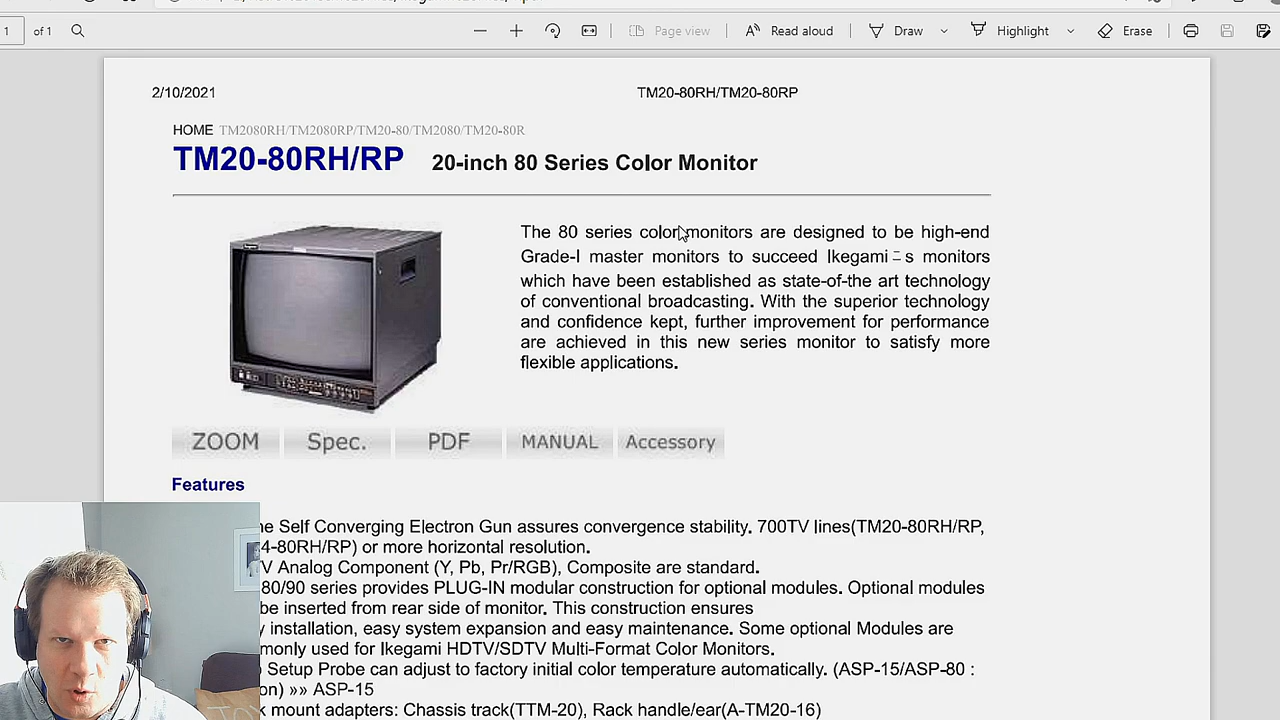 1 of 1 Page view Read aloud Draw Highlight Erase
2/10/2021 TM20-80RH/TM20-80RP
HOME TM2080RH/TM2080RP/TM20-80/TM2080/TM20-80R
TM20-80RH/RP 20-inch 80 Series Color Monitor
The 80 series color monitors are designed to be high-end
Grade-I master monitors to succeed Ikegami s monitors
which have been established as state-of-the art technology
of conventional broadcasting. With the superior technology
and confidence kept, further improvement for performance
are achieved in this new series monitor to satisfy more
flexible applications.
ZOOM Spec. PDF MANUAL Accessory
Features
Self Converging Electron Gun assures convergence stability. 700TV lines(TM20-80RH/RP,
4-80RH/RP) or more horizontal resolution.
Analog Component (Y, Pb, Pr/RGB), Composite are standard.
80/90 series provides PLUG-IN modular construction for optional modules. Optional modules
be inserted from rear side of monitor. This construction ensures
installation, easy system expansion and easy maintenance. Some optional Modules are
used for Ikegami HDTV/SDTV Multi-Format Color Monitors.
Setup Probe can adjust to factory initial color temperature automatically. (ASP-15/ASP-80 :
»» ASP-15
mount adapters: Chassis track(TTM-20), Rack handle/ear(A-TM20-16)